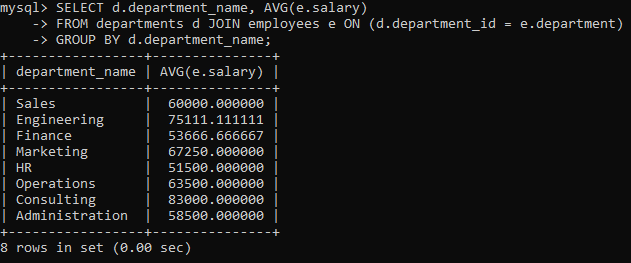 mysql> SELECT d.department_name, AVG(e.salary)
    -> FROM departments d JOIN employees e ON (d.department_id = e.department)
    -> GROUP BY d.department_name;
+-----------------+---------------+
| department_name | AVG(e.salary) |
+-----------------+---------------+
| Sales           |  60000.000000 |
| Engineering     |  75111.111111 |
| Finance         |  53666.666667 |
| Marketing       |  67250.000000 |
| HR              |  51500.000000 |
| Operations      |  63500.000000 |
| Consulting      |  83000.000000 |
| Administration  |  58500.000000 |
+-----------------+---------------+
8 rows in set (0.00 sec)